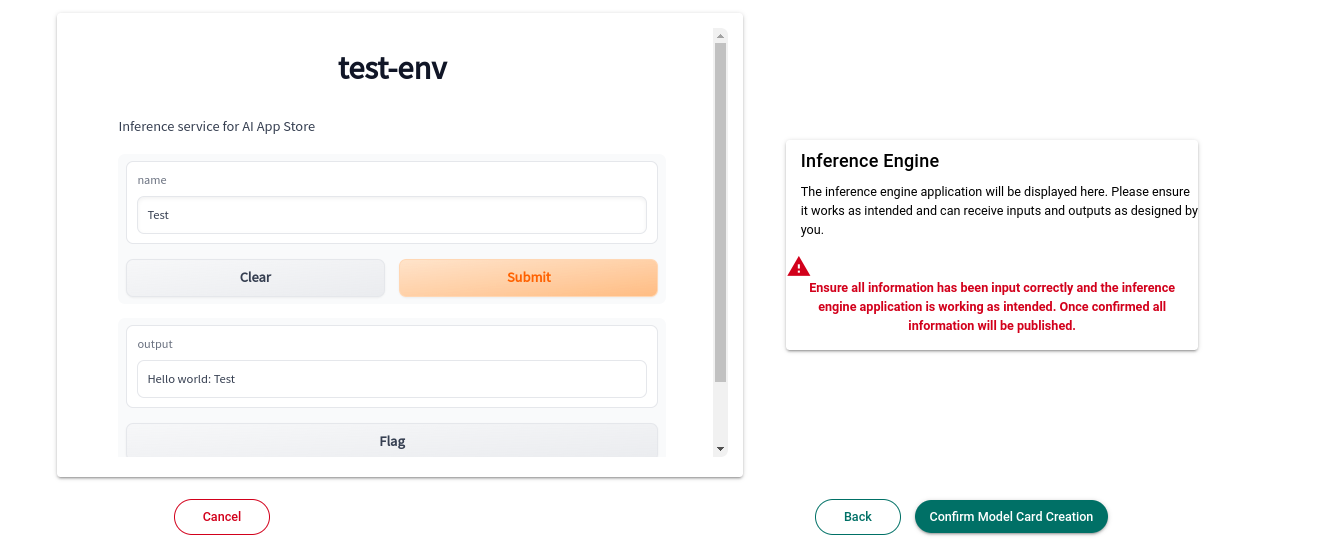 test-env
Inference service for AI App Store
name
Test
Clear
Submit
output
Hello world: Test
Flag
Inference Engine
The inference engine application will be displayed here. Please ensure
it works as intended and can receive inputs and outputs as designed by
you.
Ensure all information has been input correctly and the inference
engine application is working as intended. Once confirmed all
information will be published.
Cancel
Back
Confirm Model Card Creation